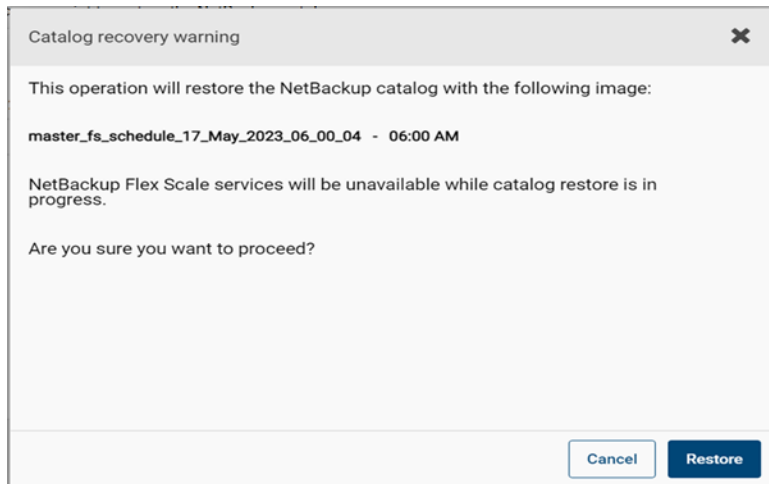 Catalog recovery warning
This operation will restore the NetBackup catalog with the following image:
master_fs_schedule_17_May_2023_06_00_04 - 06:00 AM
NetBackup Flex Scale services will be unavailable while catalog restore is in
progress.
Are you sure you want to proceed?
Cancel Restore